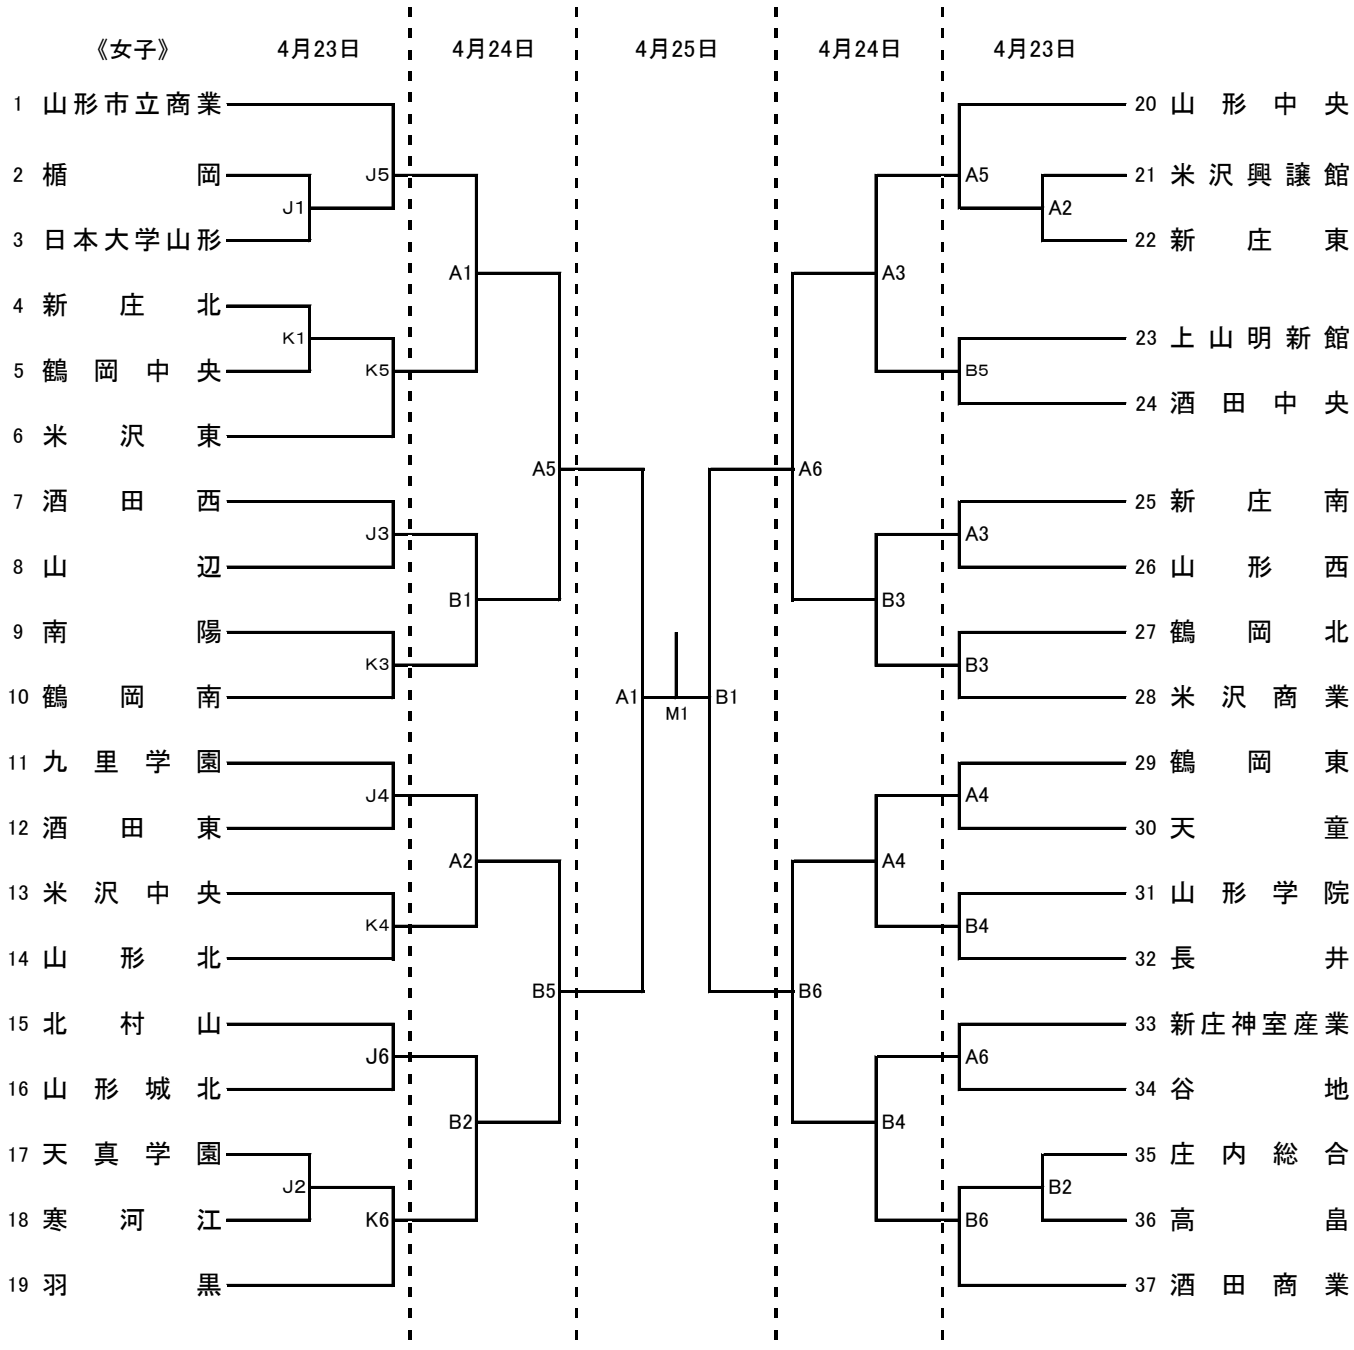 《女子》 4月23日 4月24日 4月25日 4月24日 4月23日
1 山形市立商業 20 山形中央
2 楯岡 J5 A5 21 米沢興譲館
J1 A2
3 日本大学山形 22 新庄東
A1 A3
4 新庄北
K1 23 上山明新館
5 鶴岡中央 K5 B5
24 酒田中央
6 米沢東
A5 A6
7 酒田西 25 新庄南
J3 A3
8 山辺 26 山形西
B1 B3
9 南陽 27 鶴岡北
K3 B3
10 鶴岡南 A1 M1 B1 28 米沢商業
11 九里学園 29 鶴岡東
J4 A4
12 酒田東 30 天童
A2 A4
13 米沢中央 31 山形学院
K4 B4
14 山形北 32 長井
B5 B6
15 北村山 33 新庄神室産業
J6 A6
16 山形城北 34 谷地
B2 B4
17 天真学園 35 庄内総合
J2 B2
18 寒河江 K6 B6 36 高畠
19 羽黒 37 酒田商業